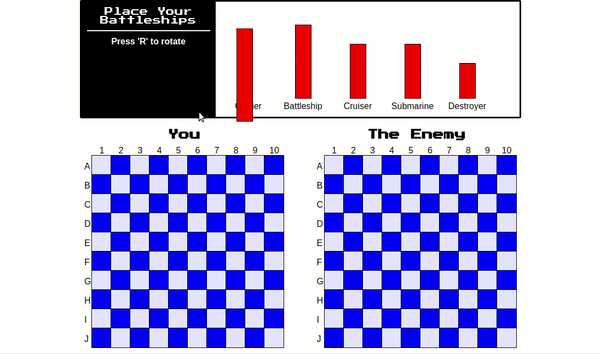 Place Your
Battleships
Press 'R' to rotate
Battleship Cruiser Submarine Destroyer
You
The Enemy
1 2 3 4 5 6 7 8 9 10
1 2 3 4 5 6 7 8 9 10
A
B
C
D
E
F
G
H
I
J
A
B
C
D
E
F
G
H
I
J